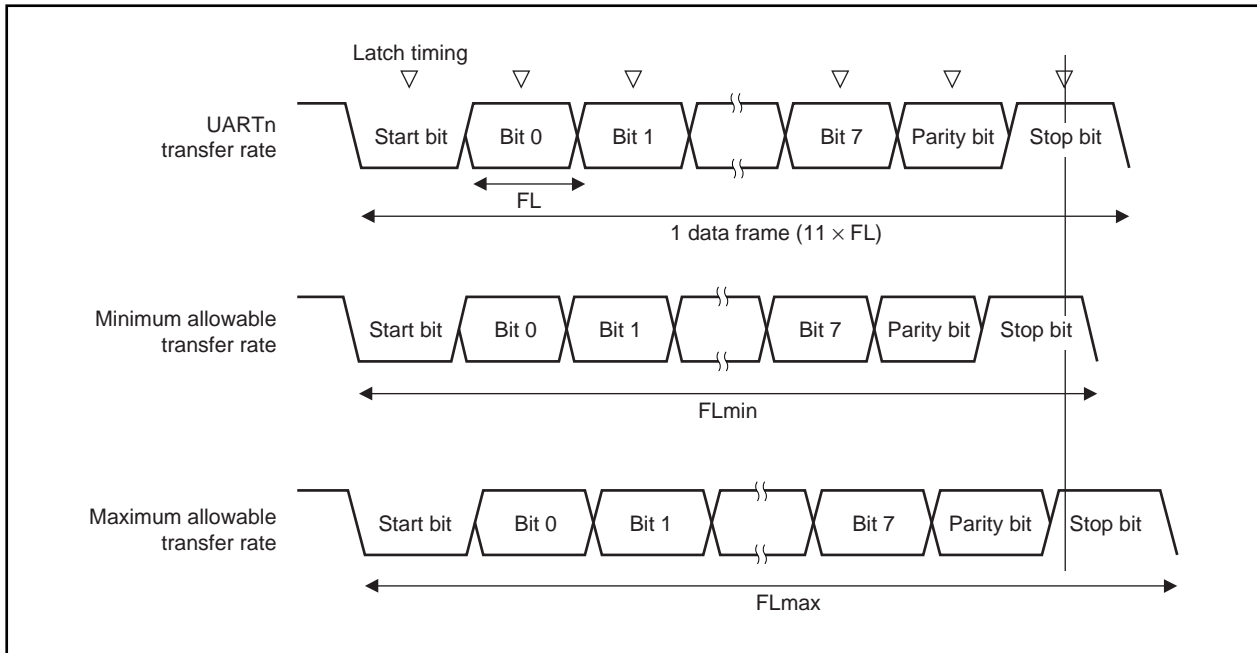 Latch timing
UARTn
transfer rate
Start bit Bit 0 Bit 1 Bit 7 Parity bit Stop bit
FL
1 data frame (11 × FL)
Minimum allowable
transfer rate
Start bit Bit 0 Bit 1 Bit 7 Parity bit Stop bit
FLmin
Maximum allowable
transfer rate
Start bit Bit 0 Bit 1 Bit 7 Parity bit Stop bit
FLmax